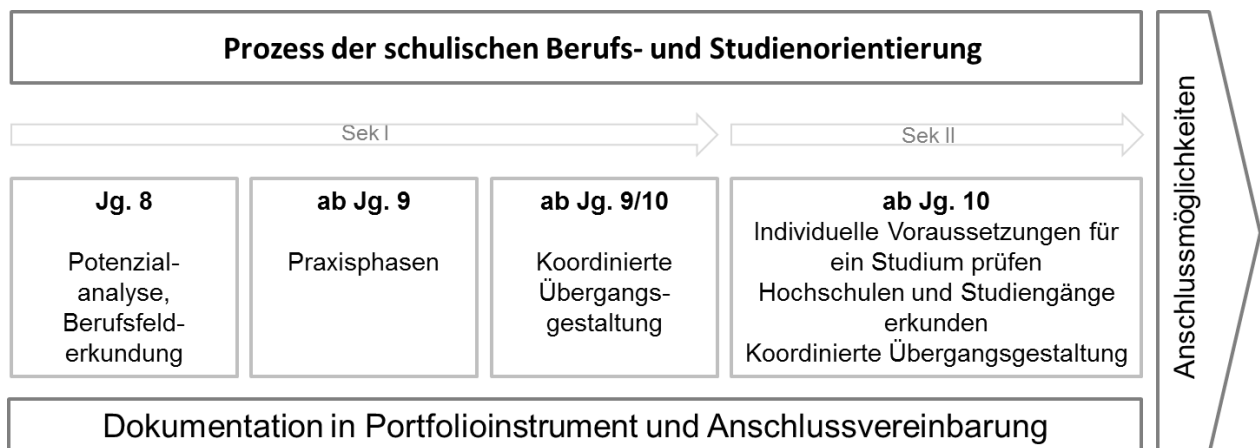 Prozess der schulischen Berufs- und Studienorientierung
Sek I
Sek II
Jg. 8
Potenzial-
analyse,
Berufsfeld-
erkundung
ab Jg. 9
Praxisphasen
ab Jg. 9/10
Koordinierte
Übergangs-
gestaltung
ab Jg. 10
Individuelle Voraussetzungen für
ein Studium prüfen
Hochschulen und Studiengänge
erkunden
Koordinierte Übergangsgestaltung
Dokumentation in Portfolioinstrument und Anschlussvereinbarung
Anschlussmöglichkeiten